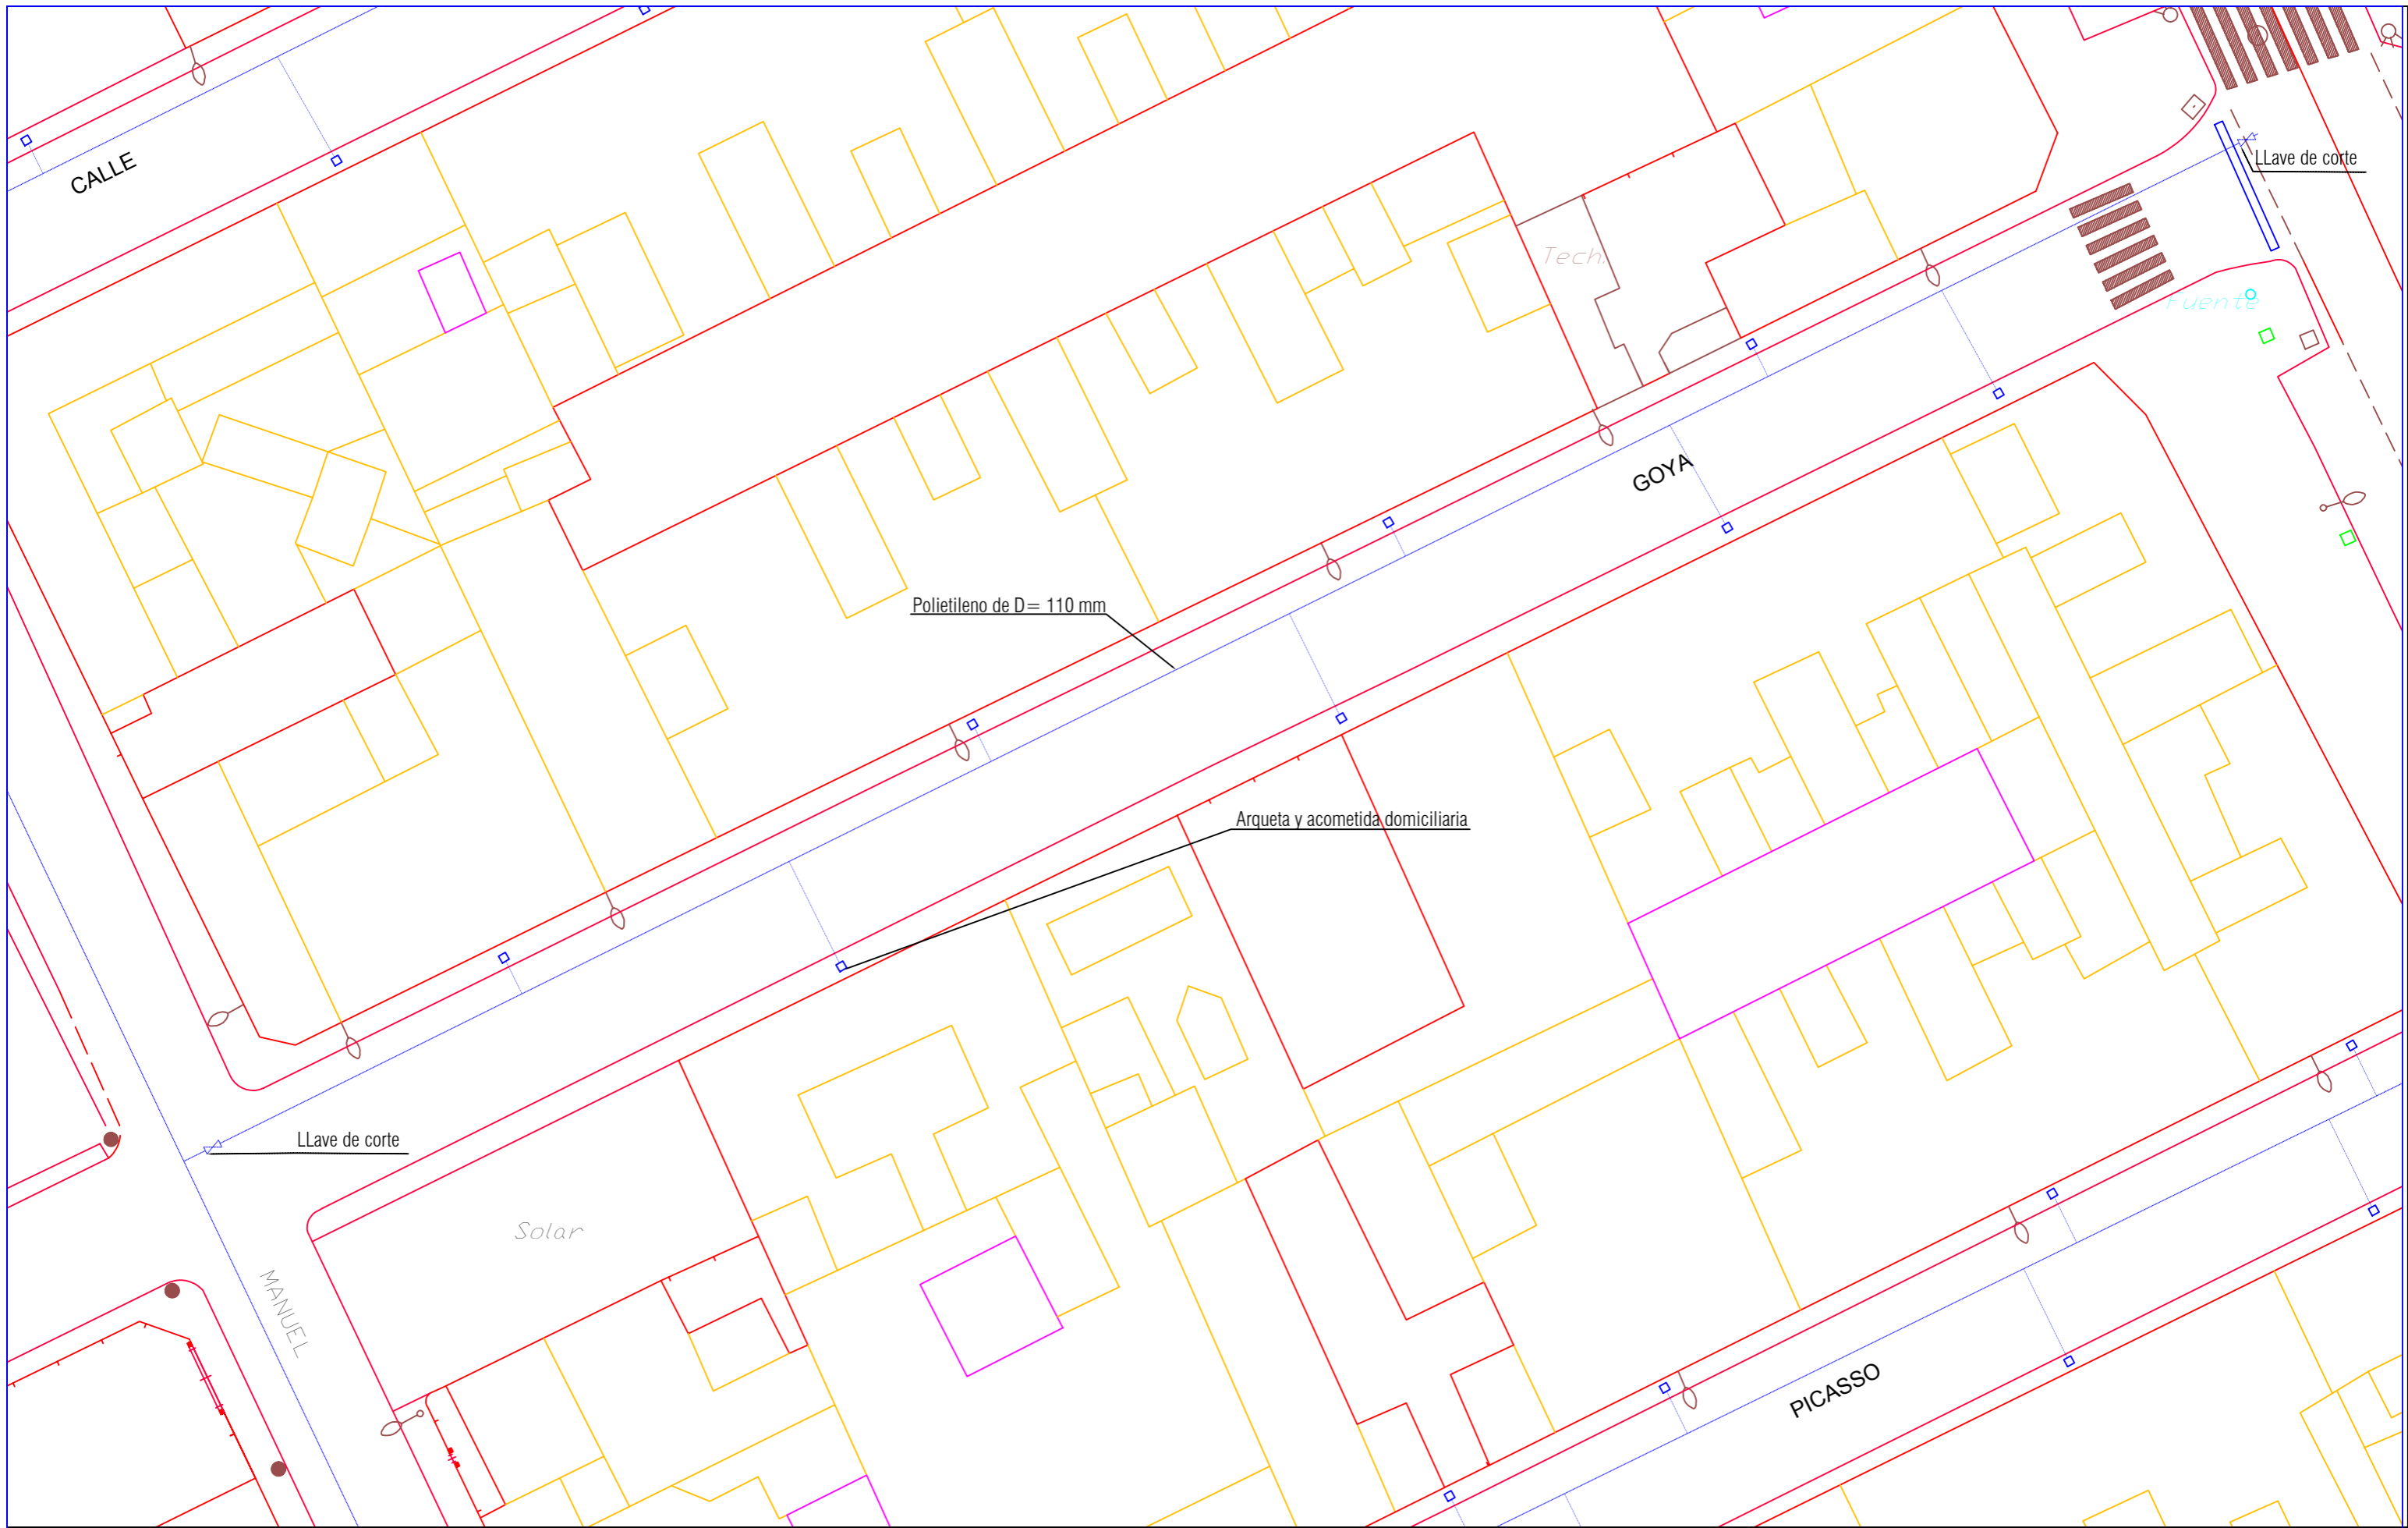 CALLE
LLave de corte
Tech.
Fuente
GOYA
Polietileno de D= 110 mm
Arqueta y acometida domiciliaria
LLave de corte
Solar
MANUEL
PICASSO